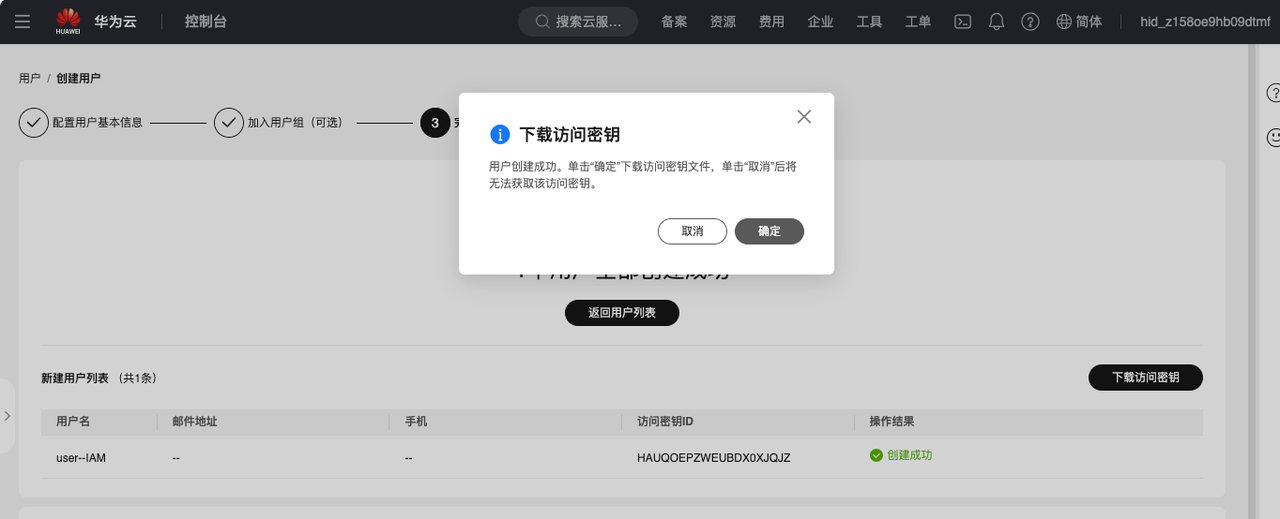 HUAWEI
华为云
控制台
搜索云服...
备案
资源
费用
企业
工具
工单
简体
hid_z158oe9hb09dtmf
用户 / 创建用户
配置用户基本信息
加入用户组（可选）
3
下载访问密钥
用户创建成功。单击“确定”下载访问密钥文件，单击“取消”后将
无法获取该访问密钥。
取消
确定
返回用户列表
新建用户列表 （共1条）
下载访问密钥
用户名 邮件地址 手机 访问密钥ID 操作结果
user--IAM -- -- HAUQOEPZWEUBDX0XJQJZ 创建成功